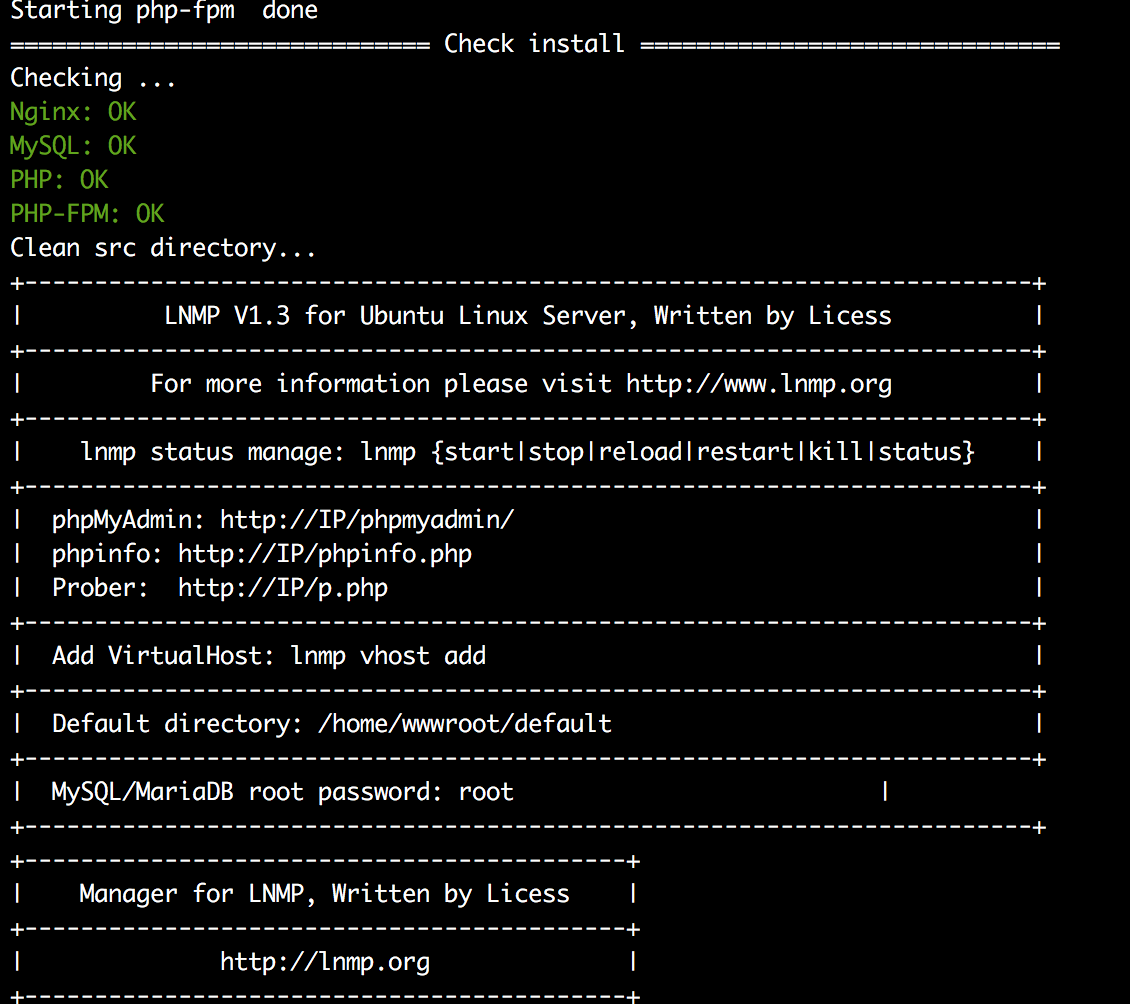 Starting php-fpm  done
============================== Check install ==============================
Checking ...
Nginx: OK
MySQL: OK
PHP: OK
PHP-FPM: OK
Clean src directory...
+------------------------------------------------------------------------+
|          LNMP V1.3 for Ubuntu Linux Server, Written by Licess          |
+------------------------------------------------------------------------+
|         For more information please visit http://www.lnmp.org          |
+------------------------------------------------------------------------+
|    lnmp status manage: lnmp {start|stop|reload|restart|kill|status}    |
+------------------------------------------------------------------------+
|  phpMyAdmin: http://IP/phpmyadmin/                                     |
|  phpinfo: http://IP/phpinfo.php                                        |
|  Prober:  http://IP/p.php                                              |
+------------------------------------------------------------------------+
|  Add VirtualHost: lnmp vhost add                                       |
+------------------------------------------------------------------------+
|  Default directory: /home/wwwroot/default                              |
+------------------------------------------------------------------------+
|  MySQL/MariaDB root password: root                          |
+------------------------------------------------------------------------+
+-------------------------------------------+
|    Manager for LNMP, Written by Licess    |
+-------------------------------------------+
|              http://lnmp.org              |
+-------------------------------------------+